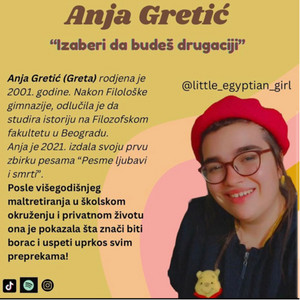 Anja Gretić
“Izaberi da budeš drugaciji”
@little_egyptian_girl
Anja Gretić (Greta) rodjena je
2001. godine. Nakon Filološke
gimnazije, odlučila je da
studira istoriju na Filozofskom
fakultetu u Beogradu.
Anja je 2021. izdala svoju prvu
zbirku pesama “Pesme ljubavi
i smrti”.
Posle višegodišnjeg
maltretiranja u školskom
okruženju i privatnom životu
ona je pokazala šta znači biti
borac i uspeti uprkos svim
preprekama!